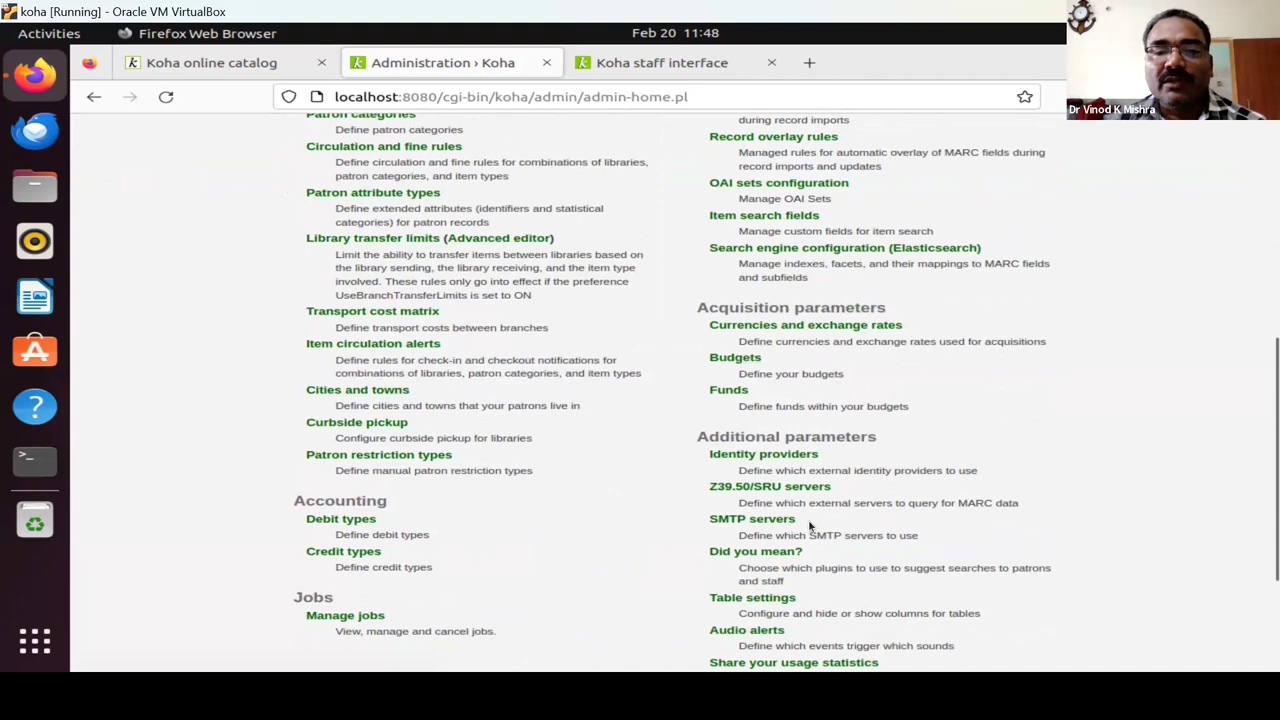 koha [Running] - Oracle VM VirtualBox
Activities
Firefox Web Browser
Feb 20 11:48
Koha online catalog
Administration › Koha
Koha staff interface
localhost:8080/cgi-bin/koha/admin/admin-home.pl
Dr Vinod K Mishra
Patron categories
Define patron categories
Circulation and fine rules
Define circulation and fine rules for combinations of libraries,
patron categories, and item types
Patron attribute types
Define extended attributes (identifiers and statistical
categories) for patron records
Library transfer limits (Advanced editor)
Limit the ability to transfer items between libraries based on
the library sending, the library receiving, and the item type
involved. These rules only go into effect if the preference
UseBranchTransferLimits is set to ON
Transport cost matrix
Define transport costs between branches
Item circulation alerts
Define rules for check-in and checkout notifications for
combinations of libraries, patron categories, and item types
Cities and towns
Define cities and towns that your patrons live in
Curbside pickup
Configure curbside pickup for libraries
Patron restriction types
Define manual patron restriction types
Accounting
Debit types
Define debit types
Credit types
Define credit types
Jobs
Manage jobs
View, manage and cancel jobs.
during record imports
Record overlay rules
Managed rules for automatic overlay of MARC fields during
record imports and updates
OAI sets configuration
Manage OAI Sets
Item search fields
Manage custom fields for item search
Search engine configuration (Elasticsearch)
Manage indexes, facets, and their mappings to MARC fields
and subfields
Acquisition parameters
Currencies and exchange rates
Define currencies and exchange rates used for acquisitions
Budgets
Define your budgets
Funds
Define funds within your budgets
Additional parameters
Identity providers
Define which external identity providers to use
Z39.50/SRU servers
Define which external servers to query for MARC data
SMTP servers
Define which SMTP servers to use
Did you mean?
Choose which plugins to use to suggest searches to patrons
and staff
Table settings
Configure and hide or show columns for tables
Audio alerts
Define which events trigger which sounds
Share your usage statistics